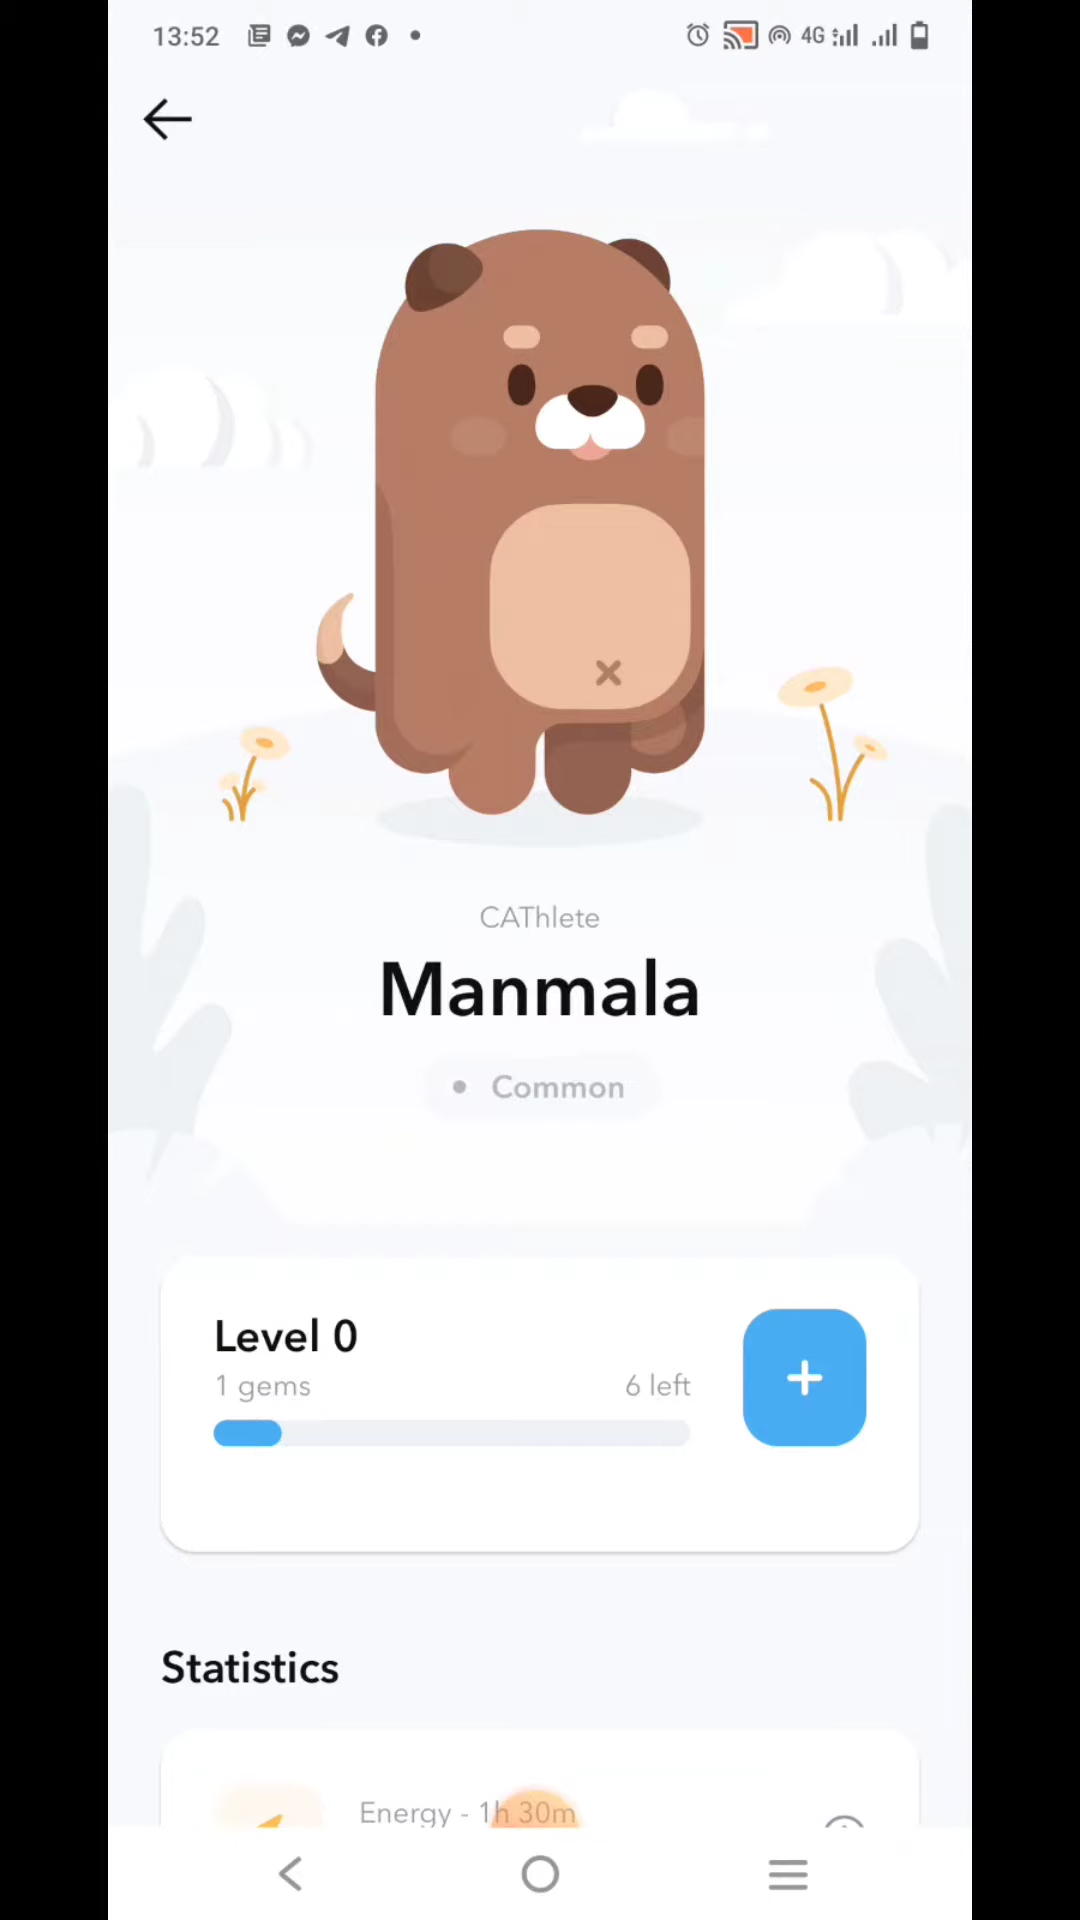 13:52
4G
CAThlete
Manmala
Common
Level 0
1 gems
6 left
Statistics
Energy - 1h 30m